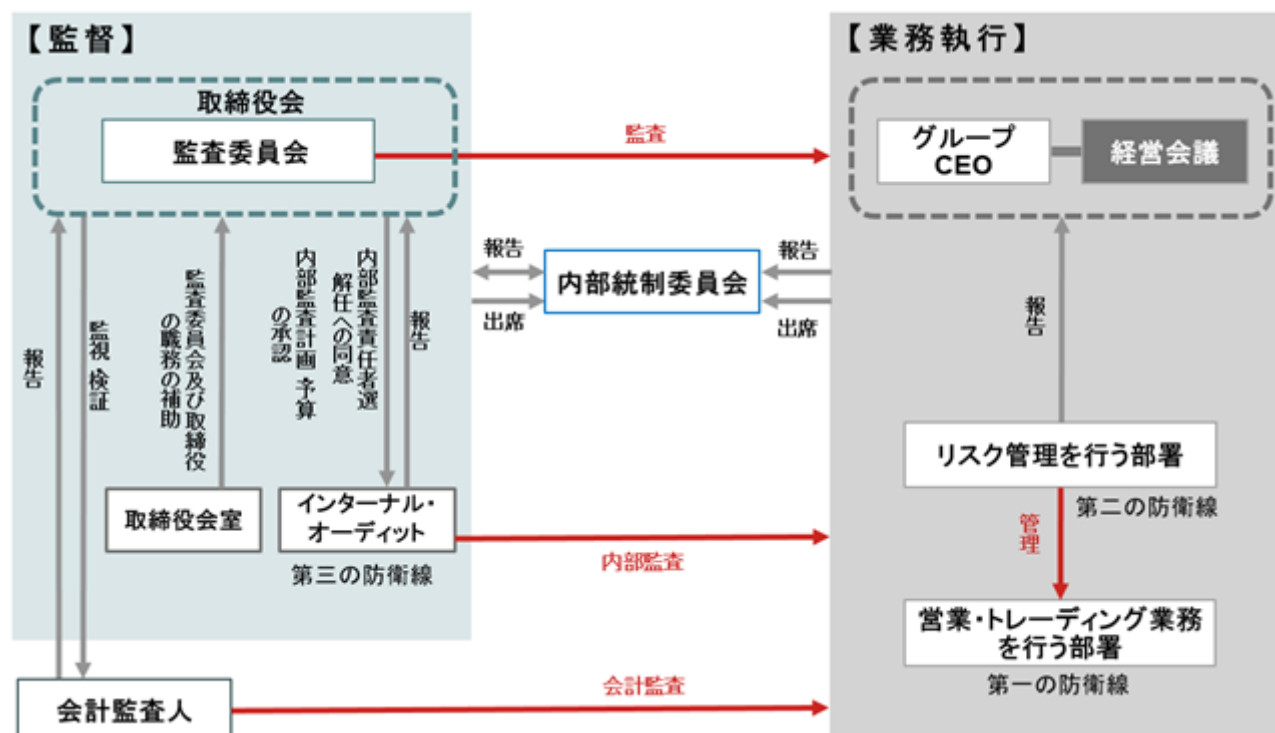 【監督】
【業務執行】
取締役会
監査委員会
監査
グループ
CEO
経営会議
報告
監視・検証
監査委員会及び取締役
の職務の補助
内部監査計画・予算
の承認
内部監査責任者選
解任への同意
報告
報告
出席
内部統制委員会
報告
出席
報告
取締役会室
インターナル・
オーディット
第三の防衛線
内部監査
リスク管理を行う部署
第二の防衛線
管理
営業・トレーディング業務
を行う部署
第一の防衛線
会計監査人
会計監査